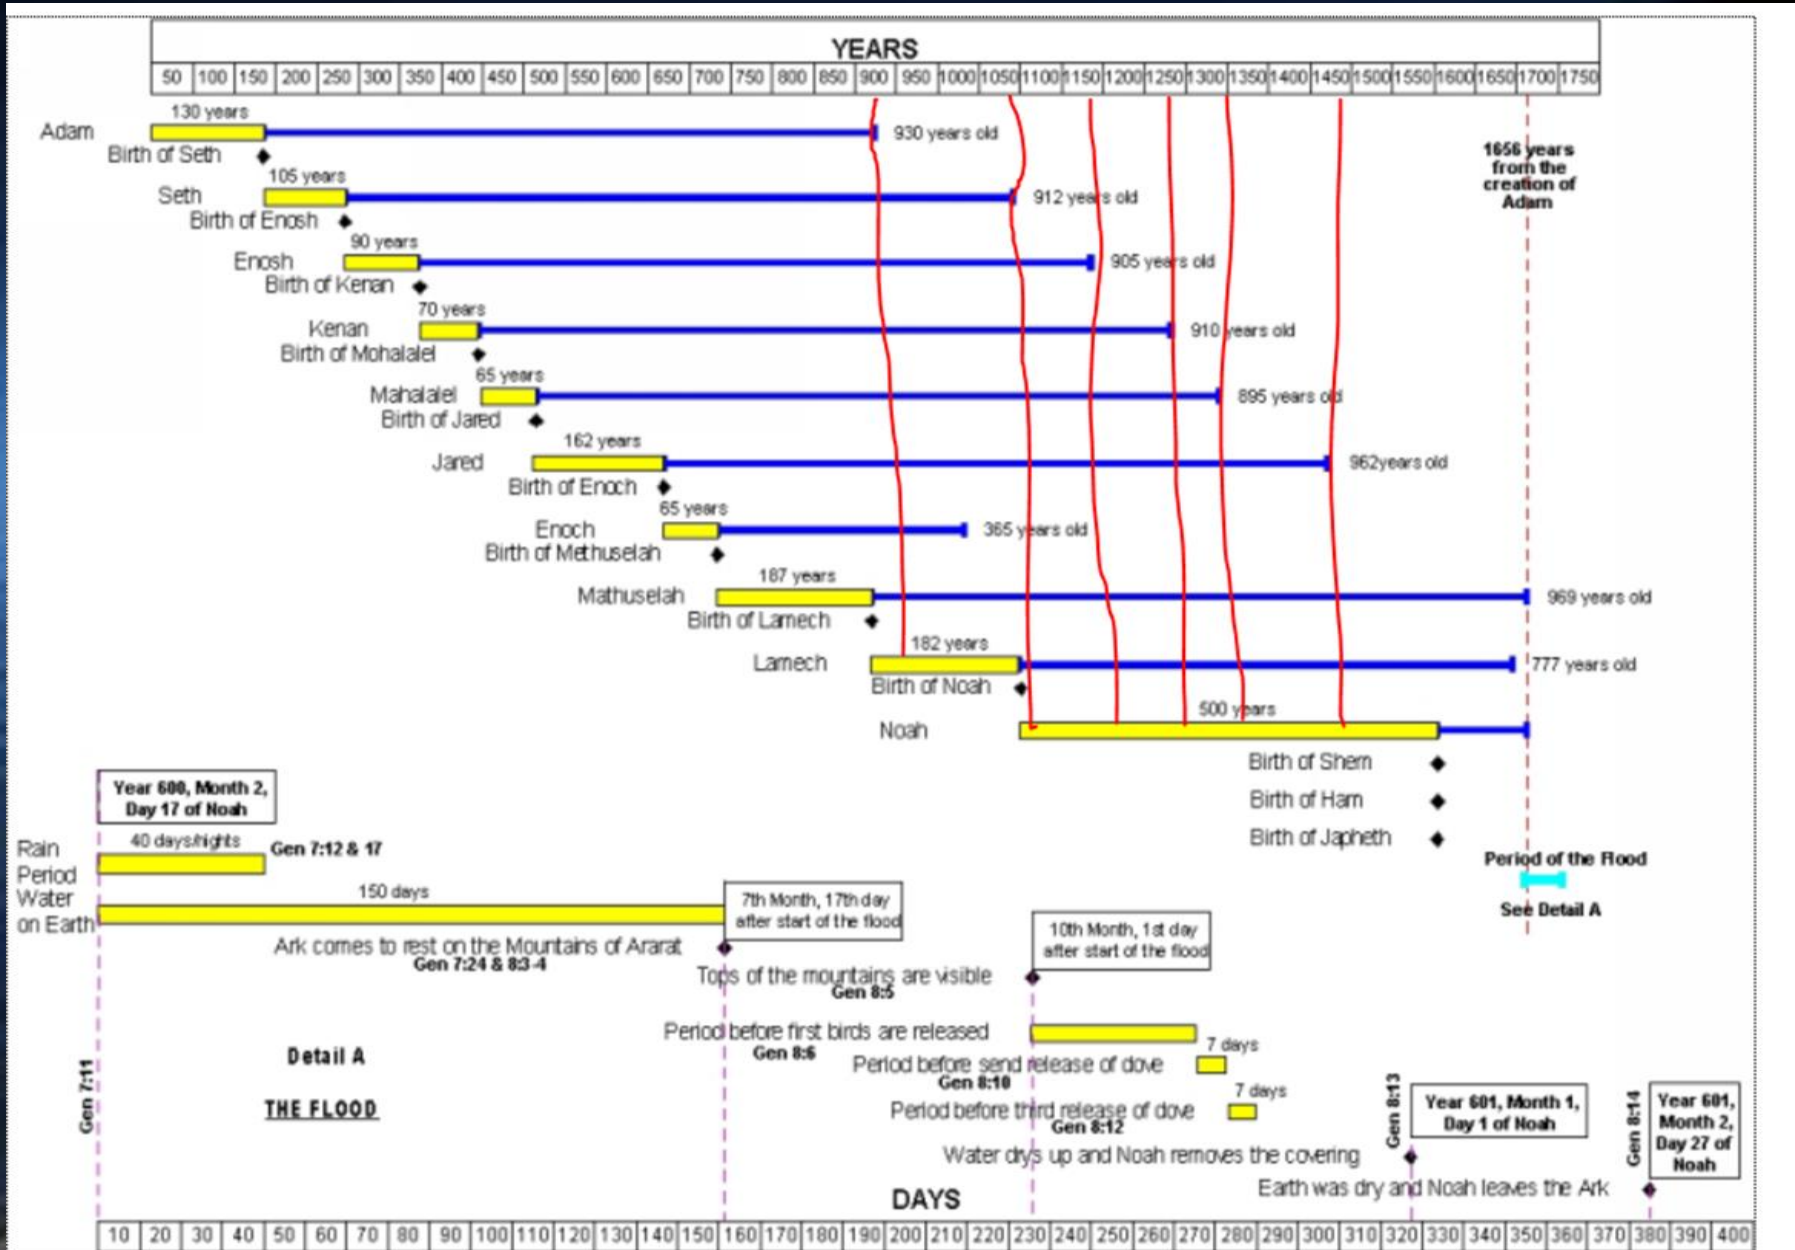 YEARS
50 100 150 200 250 300 350 400 450 500 550 600 650 700 750 800 850 900 950 1000 1050 1100 1150 1200 1250 1300 1350 1400 1450 1500 1550 1600 1650 1700 1750
130 years
Adam 930 years old
Birth of Seth
105 years
Seth 912 years old
Birth of Enosh
90 years
Enosh 905 years old
Birth of Kenan
70 years
Kenan 910 years old
Birth of Mohalalel
65 years
Mahalalel 895 years old
Birth of Jared
162 years
Jared 962years old
Birth of Enoch
65 years
Enoch 365 years old
Birth of Methuselah
187 years
Mathuselah 969 years old
Birth of Lamech
182 years
Lamech 777 years old
Birth of Noah
500 years
Noah
Birth of Shem
Birth of Ham
Birth of Japheth
1656 years
from the
creation of
Adam
Period of the Flood
See Detail A
Year 600, Month 2,
Day 17 of Noah
Rain
Period
40 days/nights
Gen 7:12 & 17
Water
on Earth
150 days
7th Month, 17th day
after start of the flood
Ark comes to rest on the Mountains of Ararat
Gen 7:24 & 8:3-4
10th Month, 1st day
after start of the flood
Tops of the mountains are visible
Gen 8:5
Period before first birds are released
Gen 8:6
7 days
Period before send release of dove
Gen 8:10
7 days
Period before third release of dove
Gen 8:12
Detail A
THE FLOOD
Gen 7:11
Gen 8:13
Year 601, Month 1,
Day 1 of Noah
Gen 8:14
Year 601,
Month 2,
Day 27 of
Noah
Water drys up and Noah removes the covering
Earth was dry and Noah leaves the Ark
DAYS
10 20 30 40 50 60 70 80 90 100 110 120 130 140 150 160 170 180 190 200 210 220 230 240 250 260 270 280 290 300 310 320 330 340 350 360 370 380 390 400